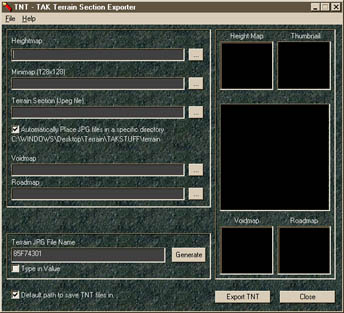 TNT - TAK Terrain Section Exporter
File Help
Heightmap
...
Minimap (128x128)
...
Terrain Section (Jpeg file)
...
Automatically Place JPG files in a specific directory
C:\WINDOWS\Desktop\Terrain\TAKSTUFF\terrain
Voidmap
...
Roadmap
...
Height Map Thumbnail
Voidmap Roadmap
Terrain JPG File Name
85F74301
Generate
Type in Value
Default path to save TNT files in.
Export TNT
Close